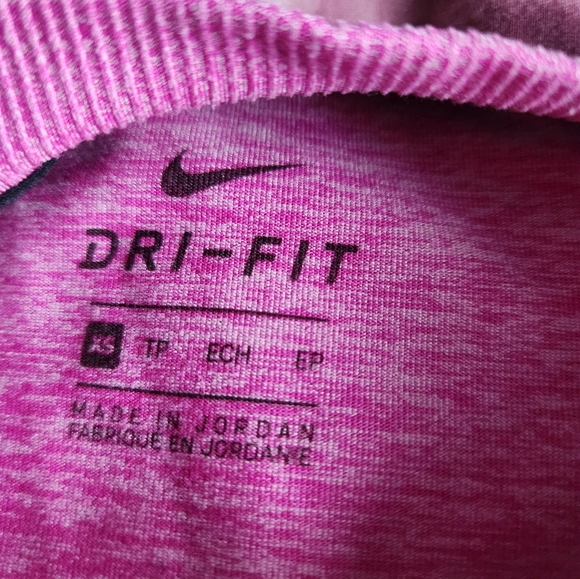 DRI-FIT
XS TP ECH EP
MADE IN JORDAN
FABRIQUÉ EN JORDANIE